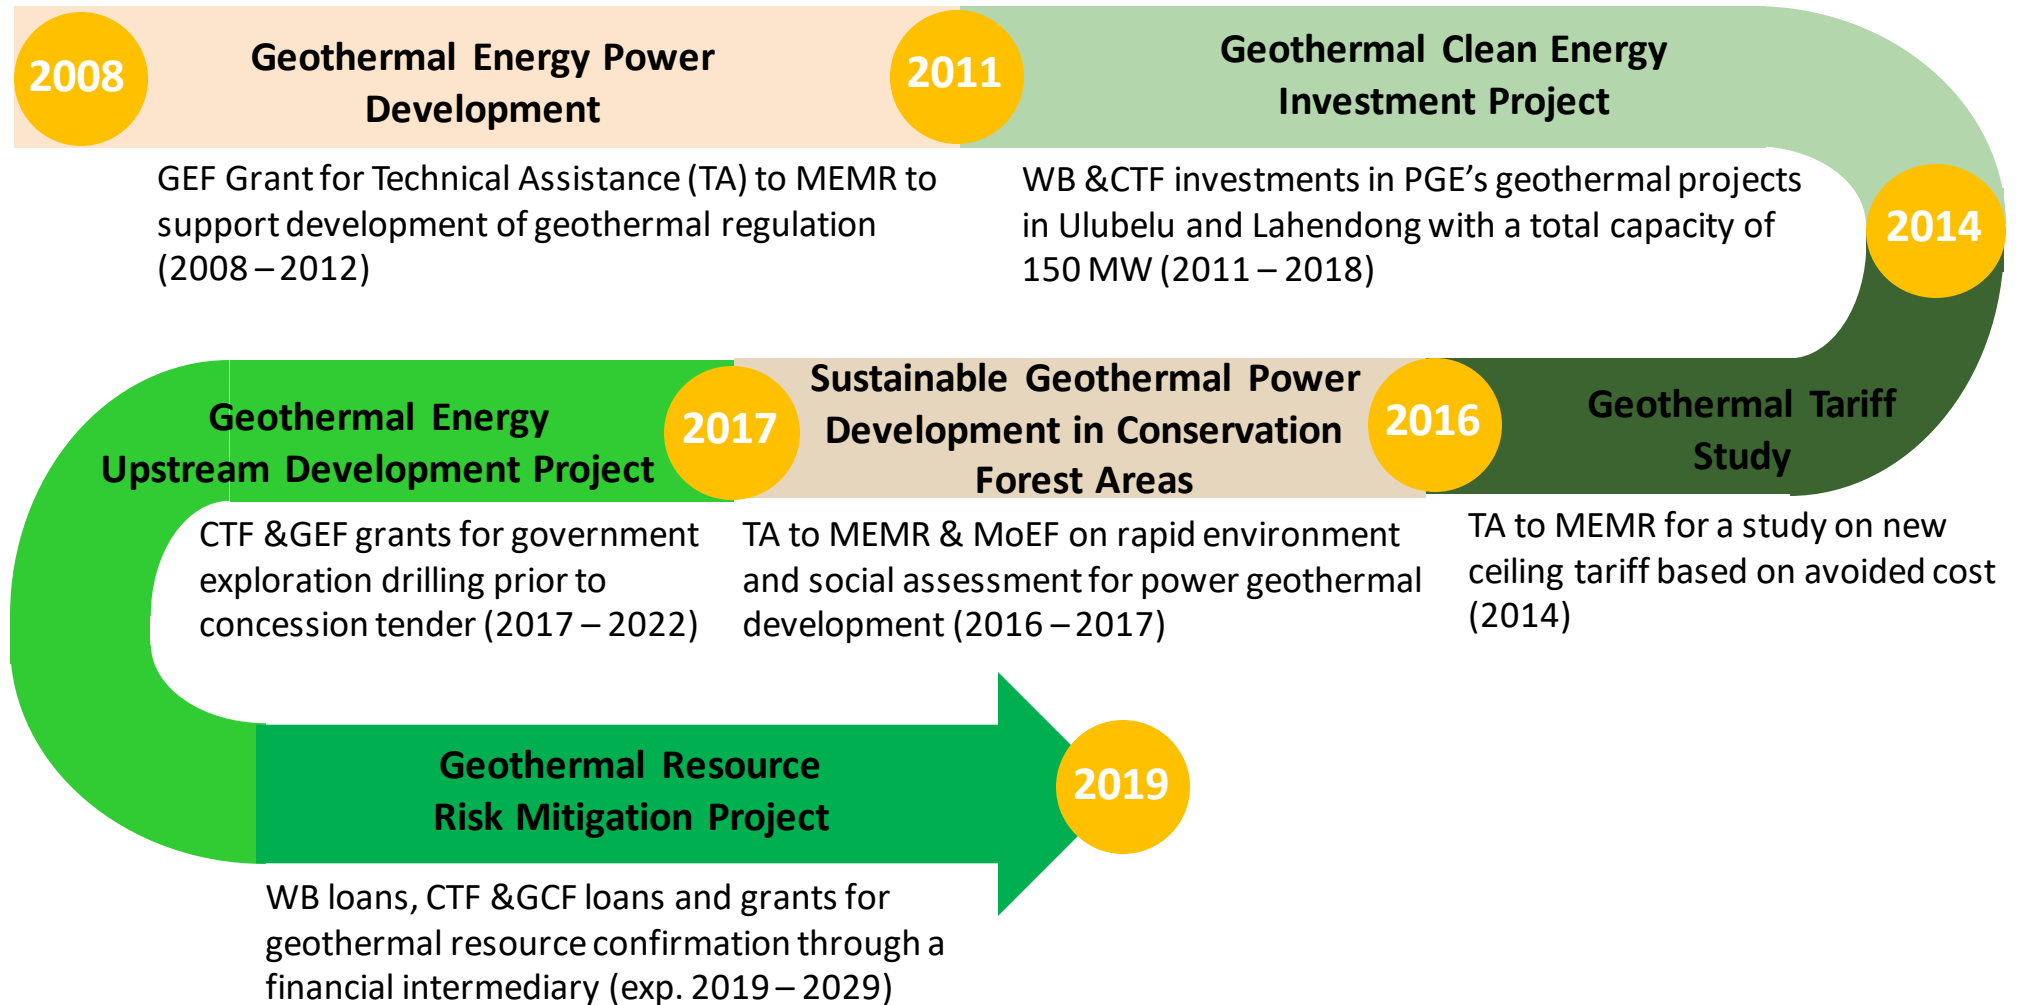 2008
Geothermal Energy Power
Development
GEF Grant for Technical Assistance (TA) to MEMR to
support development of geothermal regulation
(2008 – 2012)
2011
Geothermal Clean Energy
Investment Project
WB &CTF investments in PGE’s geothermal projects
in Ulubelu and Lahendong with a total capacity of
150 MW (2011 – 2018)
2014
Geothermal Tariff
Study
TA to MEMR for a study on new
ceiling tariff based on avoided cost
(2014)
2016
Sustainable Geothermal Power
Development in Conservation
Forest Areas
TA to MEMR & MoEF on rapid environment
and social assessment for power geothermal
development (2016 – 2017)
2017
Geothermal Energy
Upstream Development Project
CTF &GEF grants for government
exploration drilling prior to
concession tender (2017 – 2022)
Geothermal Resource
Risk Mitigation Project
2019
WB loans, CTF &GCF loans and grants for
geothermal resource confirmation through a
financial intermediary (exp. 2019 – 2029)